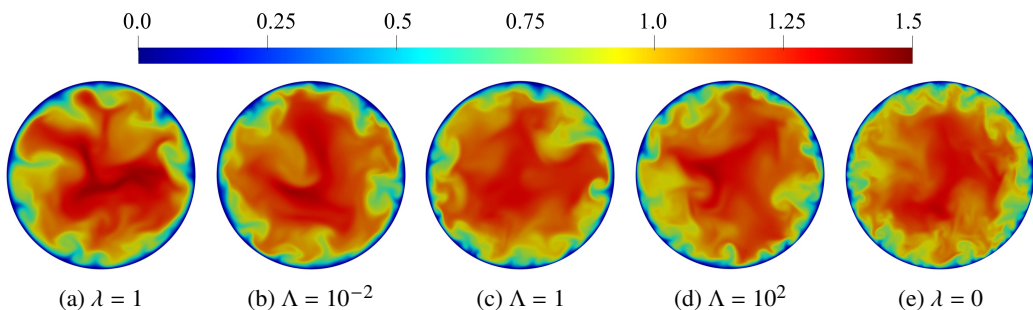 0.0 0.25 0.5 0.75 1.0 1.25 1.5
(a) λ = 1 (b) Λ = 10⁻² (c) Λ = 1 (d) Λ = 10² (e) λ = 0